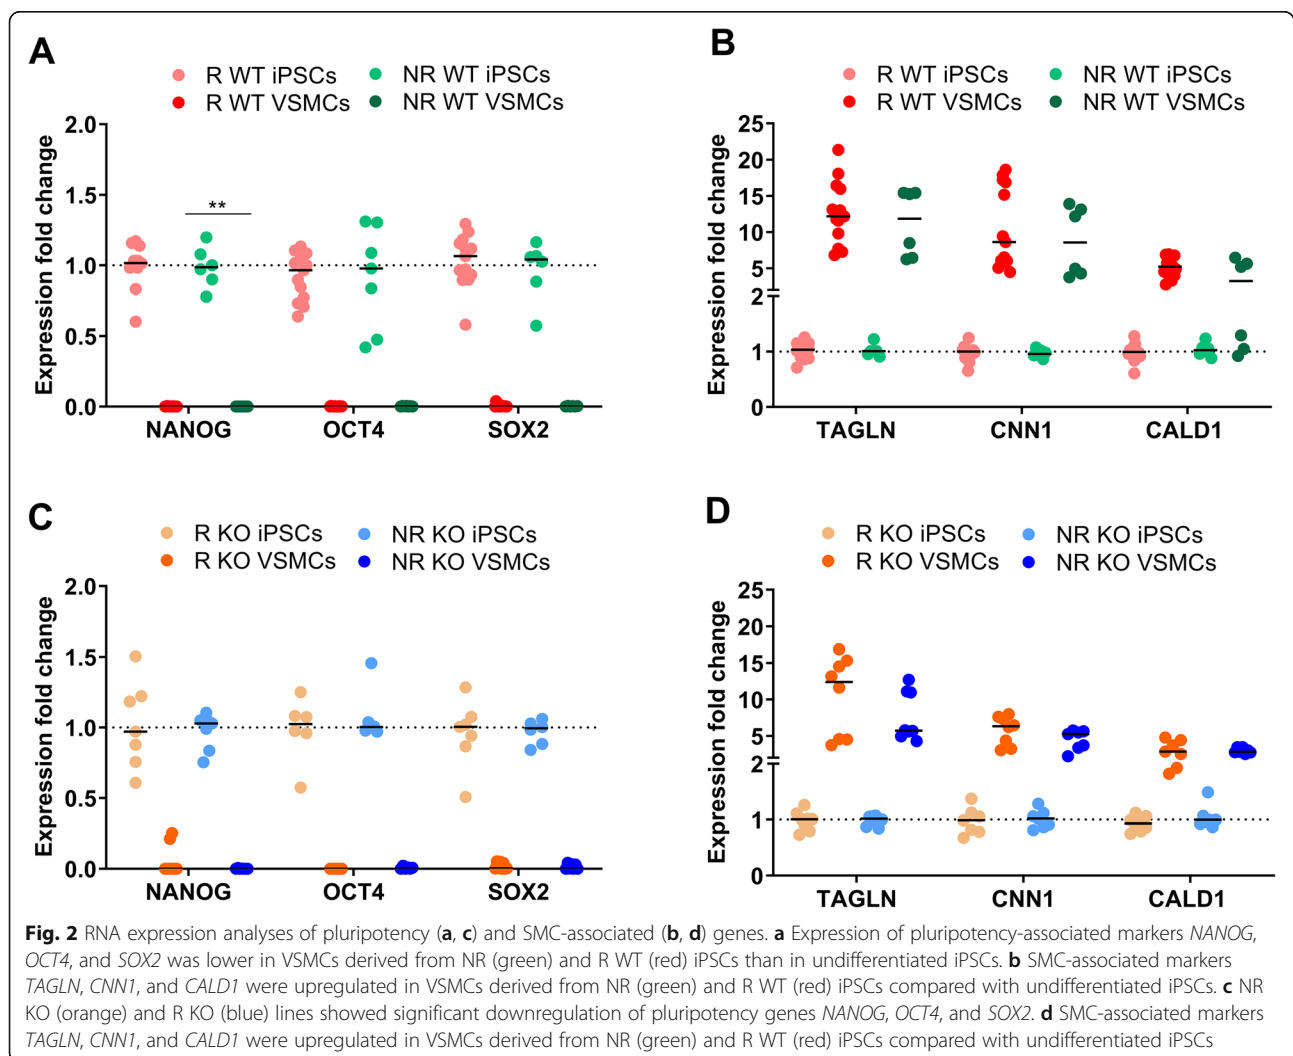 A
R WT iPSCs
NR WT iPSCs
R WT VSMCs
NR WT VSMCs
Expression fold change
2.0
1.5
1.0
0.5
0.0
**
NANOG
OCT4
SOX2
B
R WT iPSCs
NR WT iPSCs
R WT VSMCs
NR WT VSMCs
Expression fold change
25
20
15
10
5
2
1
0
TAGLN
CNN1
CALD1
C
R KO iPSCs
NR KO iPSCs
R KO VSMCs
NR KO VSMCs
Expression fold change
2.0
1.5
1.0
0.5
0.0
NANOG
OCT4
SOX2
D
R KO iPSCs
NR KO iPSCs
R KO VSMCs
NR KO VSMCs
Expression fold change
25
20
15
10
5
2
1
0
TAGLN
CNN1
CALD1
Fig. 2 RNA expression analyses of pluripotency (a, c) and SMC-associated (b, d) genes. a Expression of pluripotency-associated markers NANOG,
OCT4, and SOX2 was lower in VSMCs derived from NR (green) and R WT (red) iPSCs than in undifferentiated iPSCs. b SMC-associated markers
TAGLN, CNN1, and CALD1 were upregulated in VSMCs derived from NR (green) and R WT (red) iPSCs compared with undifferentiated iPSCs. c NR
KO (orange) and R KO (blue) lines showed significant downregulation of pluripotency genes NANOG, OCT4, and SOX2. d SMC-associated markers
TAGLN, CNN1, and CALD1 were upregulated in VSMCs derived from NR (green) and R WT (red) iPSCs compared with undifferentiated iPSCs